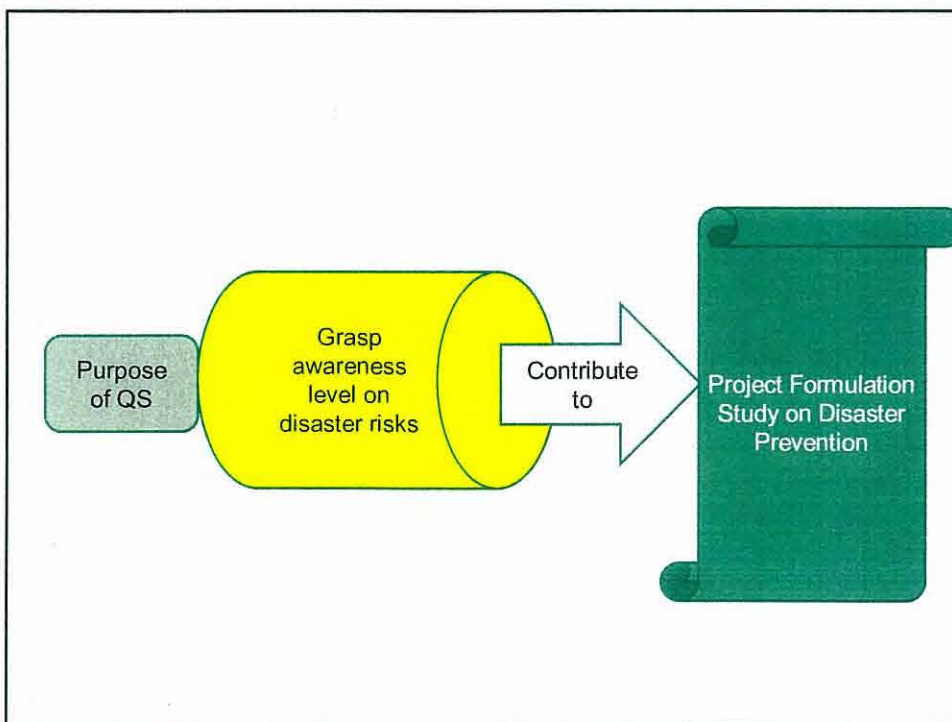 Purpose
of QS
Grasp
awareness
level on
disaster risks
Contribute
to
Project Formulation
Study on Disaster
Prevention